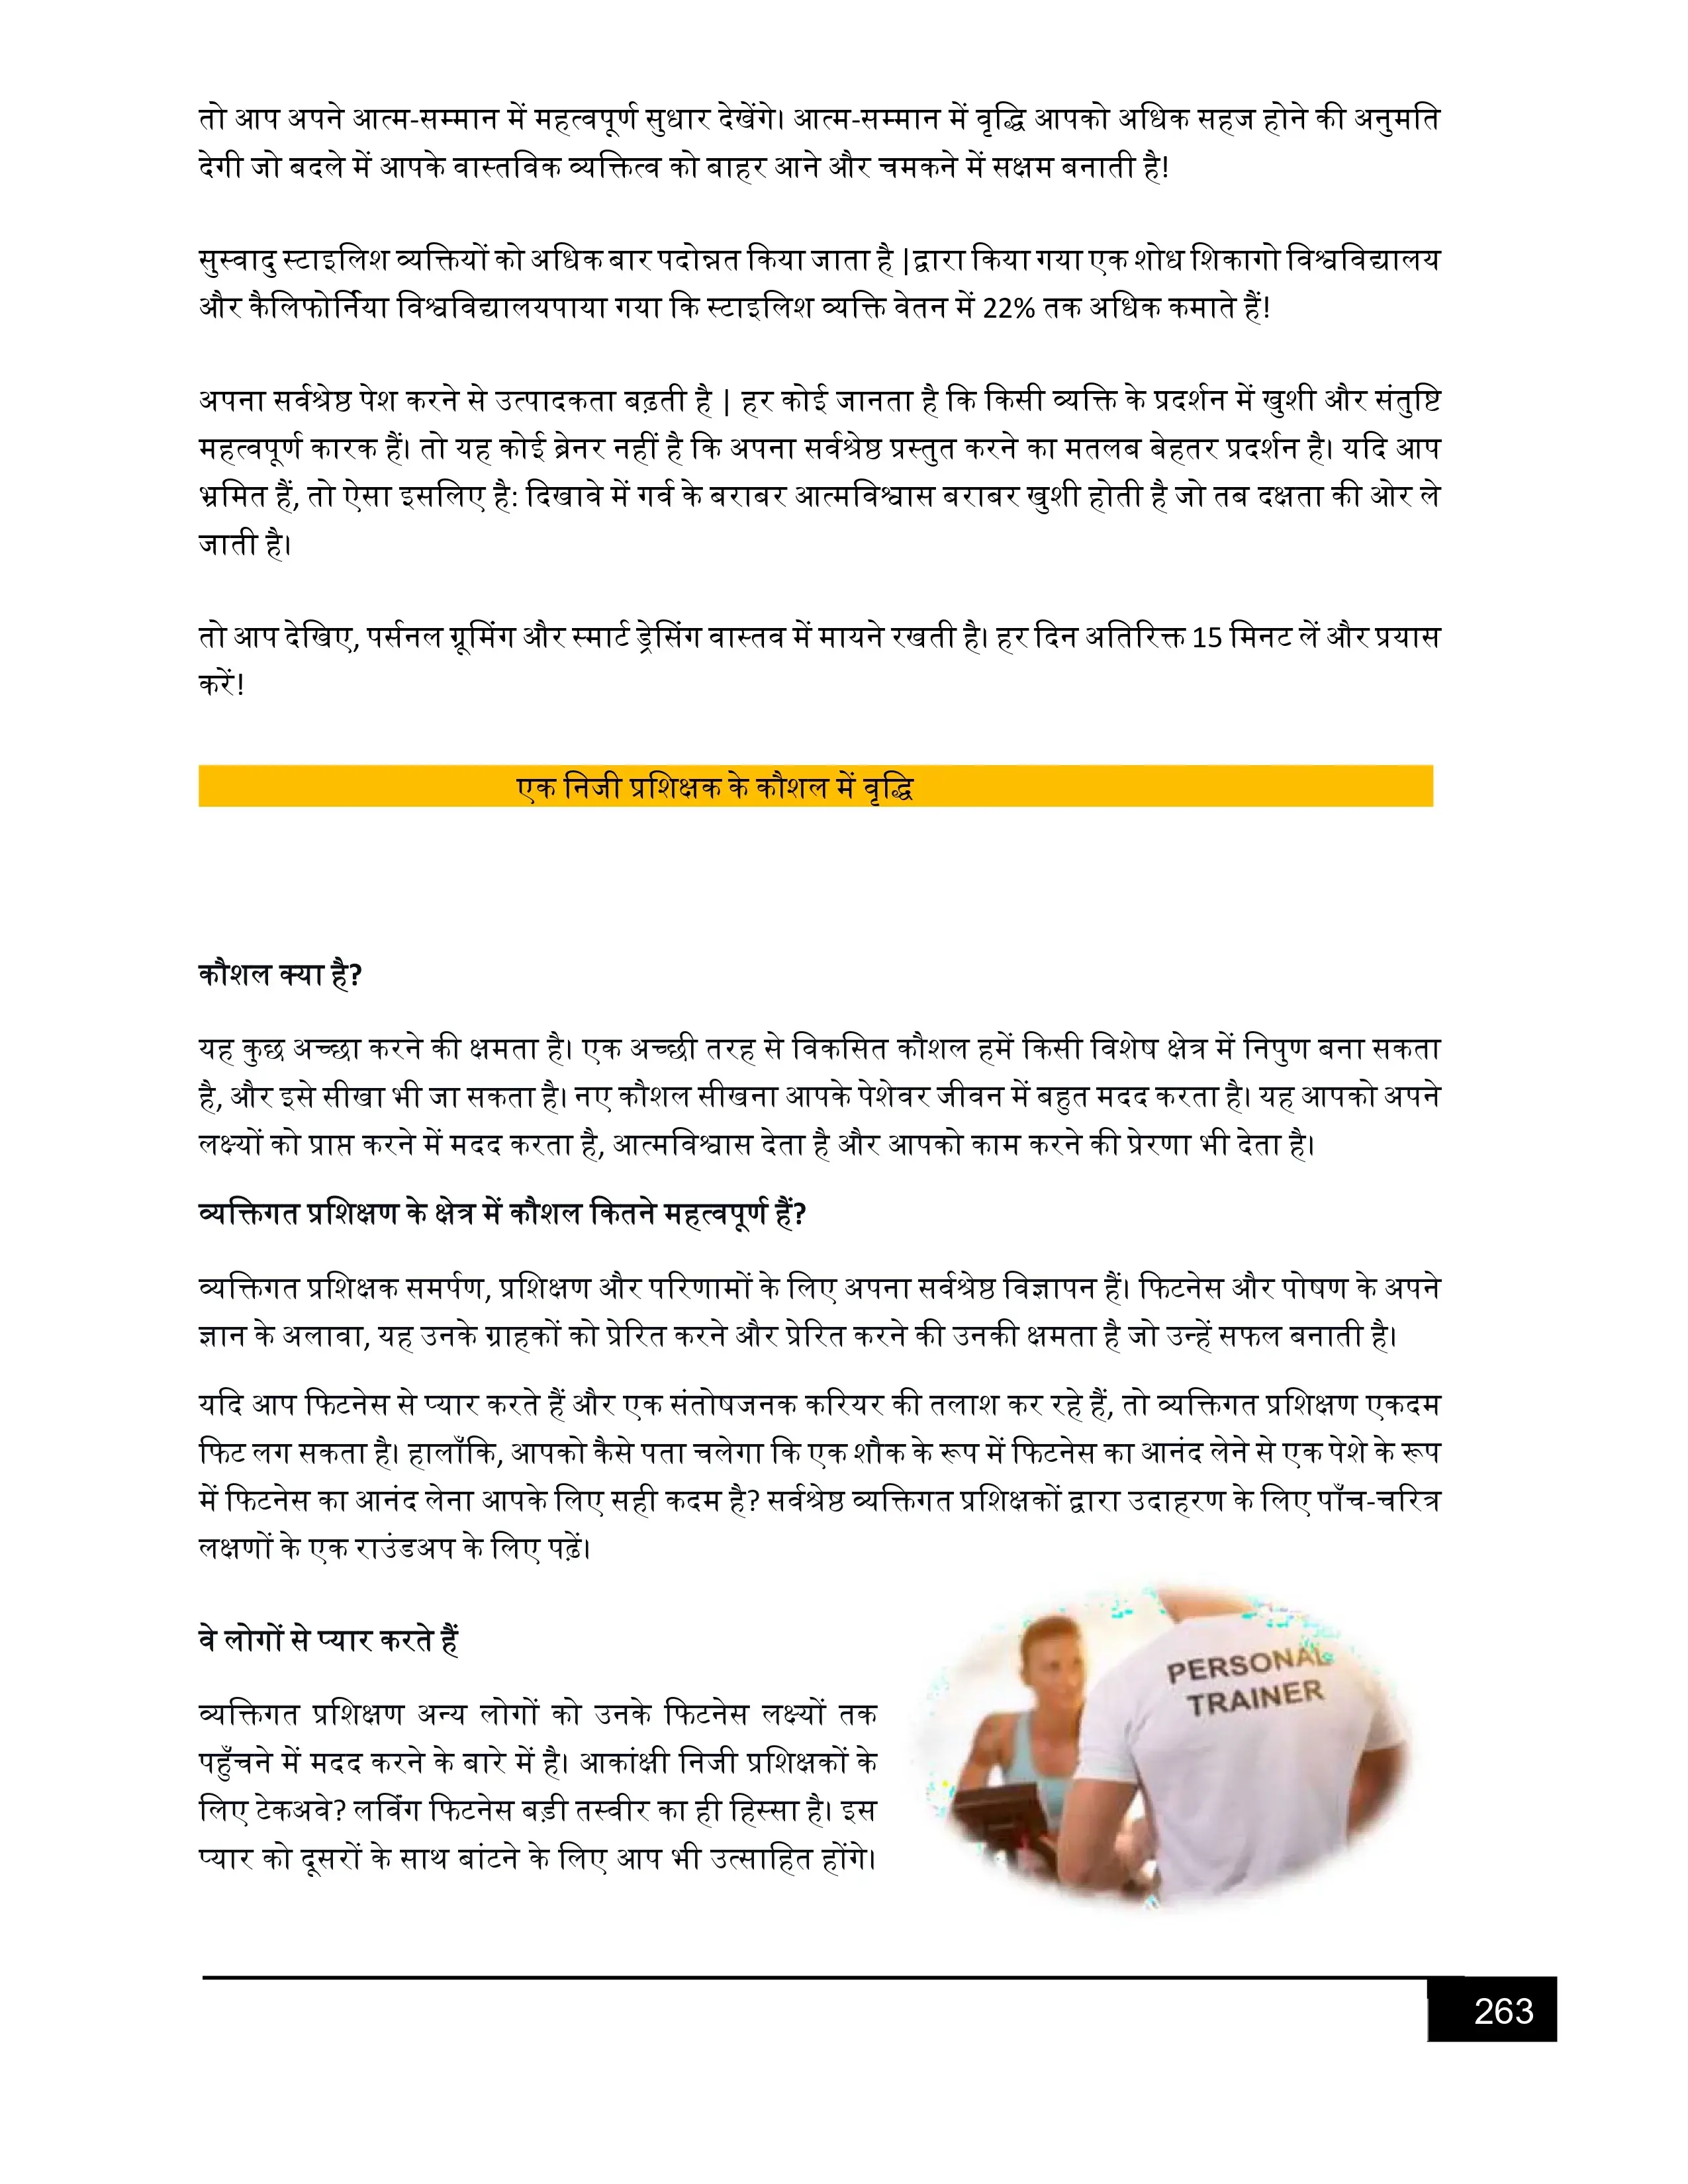 तो आप अपने आत्म-सम्मान में महत्वपूर्ण सुधार देखेंगे। आत्म-सम्मान में वृद्धि आपको अधिक सहज होने की अनुमति
देगी जो बदले में आपके वास्तविक व्यक्तित्व को बाहर आने और चमकने में सक्षम बनाती है!
सुस्वादु स्टाइलिश व्यक्तियों को अधिक बार पदोन्नत किया जाता है |द्वारा किया गया एक शोध शिकागो विश्वविद्यालय
और कैलिफोर्निया विश्वविद्यालयपाया गया कि स्टाइलिश व्यक्ति वेतन में 22% तक अधिक कमाते हैं!
अपना सर्वश्रेष्ठ पेश करने से उत्पादकता बढ़ती है | हर कोई जानता है कि किसी व्यक्ति के प्रदर्शन में खुशी और संतुष्टि
महत्वपूर्ण कारक हैं। तो यह कोई ब्रेनर नहीं है कि अपना सर्वश्रेष्ठ प्रस्तुत करने का मतलब बेहतर प्रदर्शन है। यदि आप
भ्रमित हैं, तो ऐसा इसलिए है: दिखावे में गर्व के बराबर आत्मविश्वास बराबर खुशी होती है जो तब दक्षता की ओर ले
जाती है।
तो आप देखिए, पर्सनल ग्रूमिंग और स्मार्ट ड्रेसिंग वास्तव में मायने रखती है। हर दिन अतिरिक्त 15 मिनट लें और प्रयास
करें!
एक निजी प्रशिक्षक के कौशल में वृद्धि
कौशल क्या है?
यह कुछ अच्छा करने की क्षमता है। एक अच्छी तरह से विकसित कौशल हमें किसी विशेष क्षेत्र में निपुण बना सकता
है, और इसे सीखा भी जा सकता है। नए कौशल सीखना आपके पेशेवर जीवन में बहुत मदद करता है। यह आपको अपने
लक्ष्यों को प्राप्त करने में मदद करता है, आत्मविश्वास देता है और आपको काम करने की प्रेरणा भी देता है।
व्यक्तिगत प्रशिक्षण के क्षेत्र में कौशल कितने महत्वपूर्ण हैं?
व्यक्तिगत प्रशिक्षक समर्पण, प्रशिक्षण और परिणामों के लिए अपना सर्वश्रेष्ठ विज्ञापन हैं। फिटनेस और पोषण के अपने
ज्ञान के अलावा, यह उनके ग्राहकों को प्रेरित करने और प्रेरित करने की उनकी क्षमता है जो उन्हें सफल बनाती है।
यदि आप फिटनेस से प्यार करते हैं और एक संतोषजनक करियर की तलाश कर रहे हैं, तो व्यक्तिगत प्रशिक्षण एकदम
फिट लग सकता है। हालाँकि, आपको कैसे पता चलेगा कि एक शौक के रूप में फिटनेस का आनंद लेने से एक पेशे के रूप
में फिटनेस का आनंद लेना आपके लिए सही कदम है? सर्वश्रेष्ठ व्यक्तिगत प्रशिक्षकों द्वारा उदाहरण के लिए पाँच-चरित्र
लक्षणों के एक राउंडअप के लिए पढ़ें।
वे लोगों से प्यार करते हैं
व्यक्तिगत प्रशिक्षण अन्य लोगों को उनके फिटनेस लक्ष्यों तक
पहुँचने में मदद करने के बारे में है। आकांक्षी निजी प्रशिक्षकों के
लिए टेकअवे? लविंग फिटनेस बड़ी तस्वीर का ही हिस्सा है। इस
प्यार को दूसरों के साथ बांटने के लिए आप भी उत्साहित होंगे।
PERSONAL
TRAINER
263